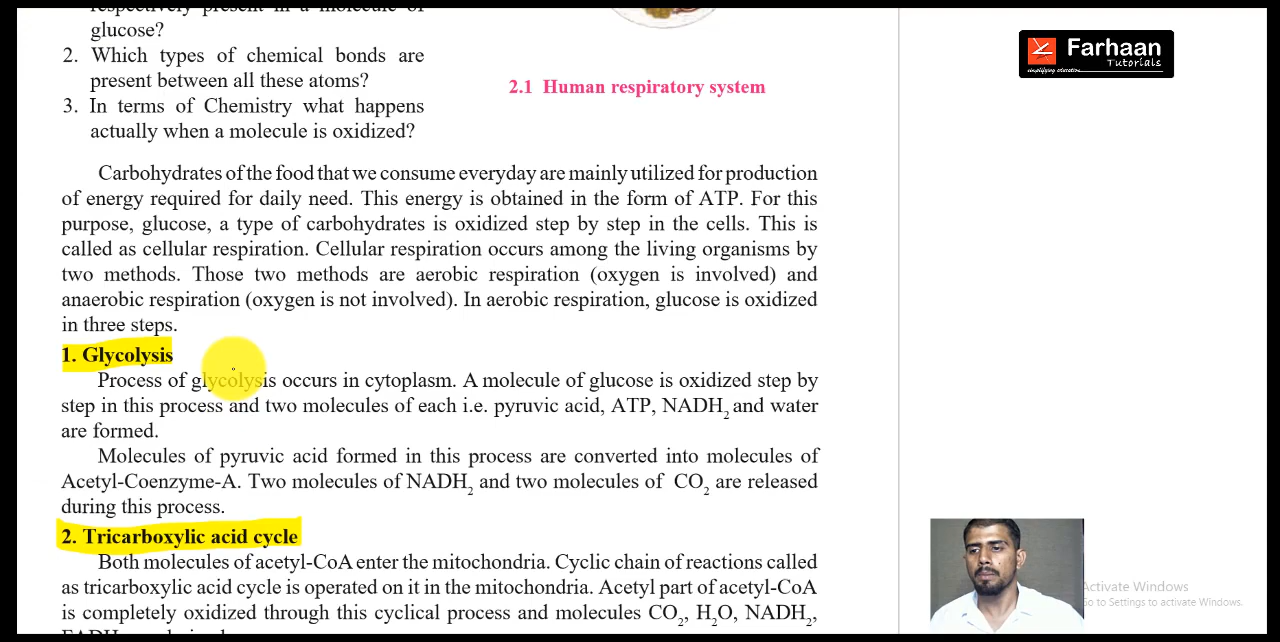 respectively present in a molecule of
glucose?
2. Which types of chemical bonds are
present between all these atoms?
3. In terms of Chemistry what happens
actually when a molecule is oxidized?
2.1 Human respiratory system
Farhaan
Tutorials
simplifying education
Carbohydrates of the food that we consume everyday are mainly utilized for production
of energy required for daily need. This energy is obtained in the form of ATP. For this
purpose, glucose, a type of carbohydrates is oxidized step by step in the cells. This is
called as cellular respiration. Cellular respiration occurs among the living organisms by
two methods. Those two methods are aerobic respiration (oxygen is involved) and
anaerobic respiration (oxygen is not involved). In aerobic respiration, glucose is oxidized
in three steps.
1. Glycolysis
Process of glycolysis occurs in cytoplasm. A molecule of glucose is oxidized step by
step in this process and two molecules of each i.e. pyruvic acid, ATP, NADH₂ and water
are formed.
Molecules of pyruvic acid formed in this process are converted into molecules of
Acetyl-Coenzyme-A. Two molecules of NADH₂ and two molecules of CO₂ are released
during this process.
2. Tricarboxylic acid cycle
Both molecules of acetyl-CoA enter the mitochondria. Cyclic chain of reactions called
as tricarboxylic acid cycle is operated on it in the mitochondria. Acetyl part of acetyl-CoA
is completely oxidized through this cyclical process and molecules CO₂, H₂O, NADH₂,
Activate Windows
Go to Settings to activate Windows.